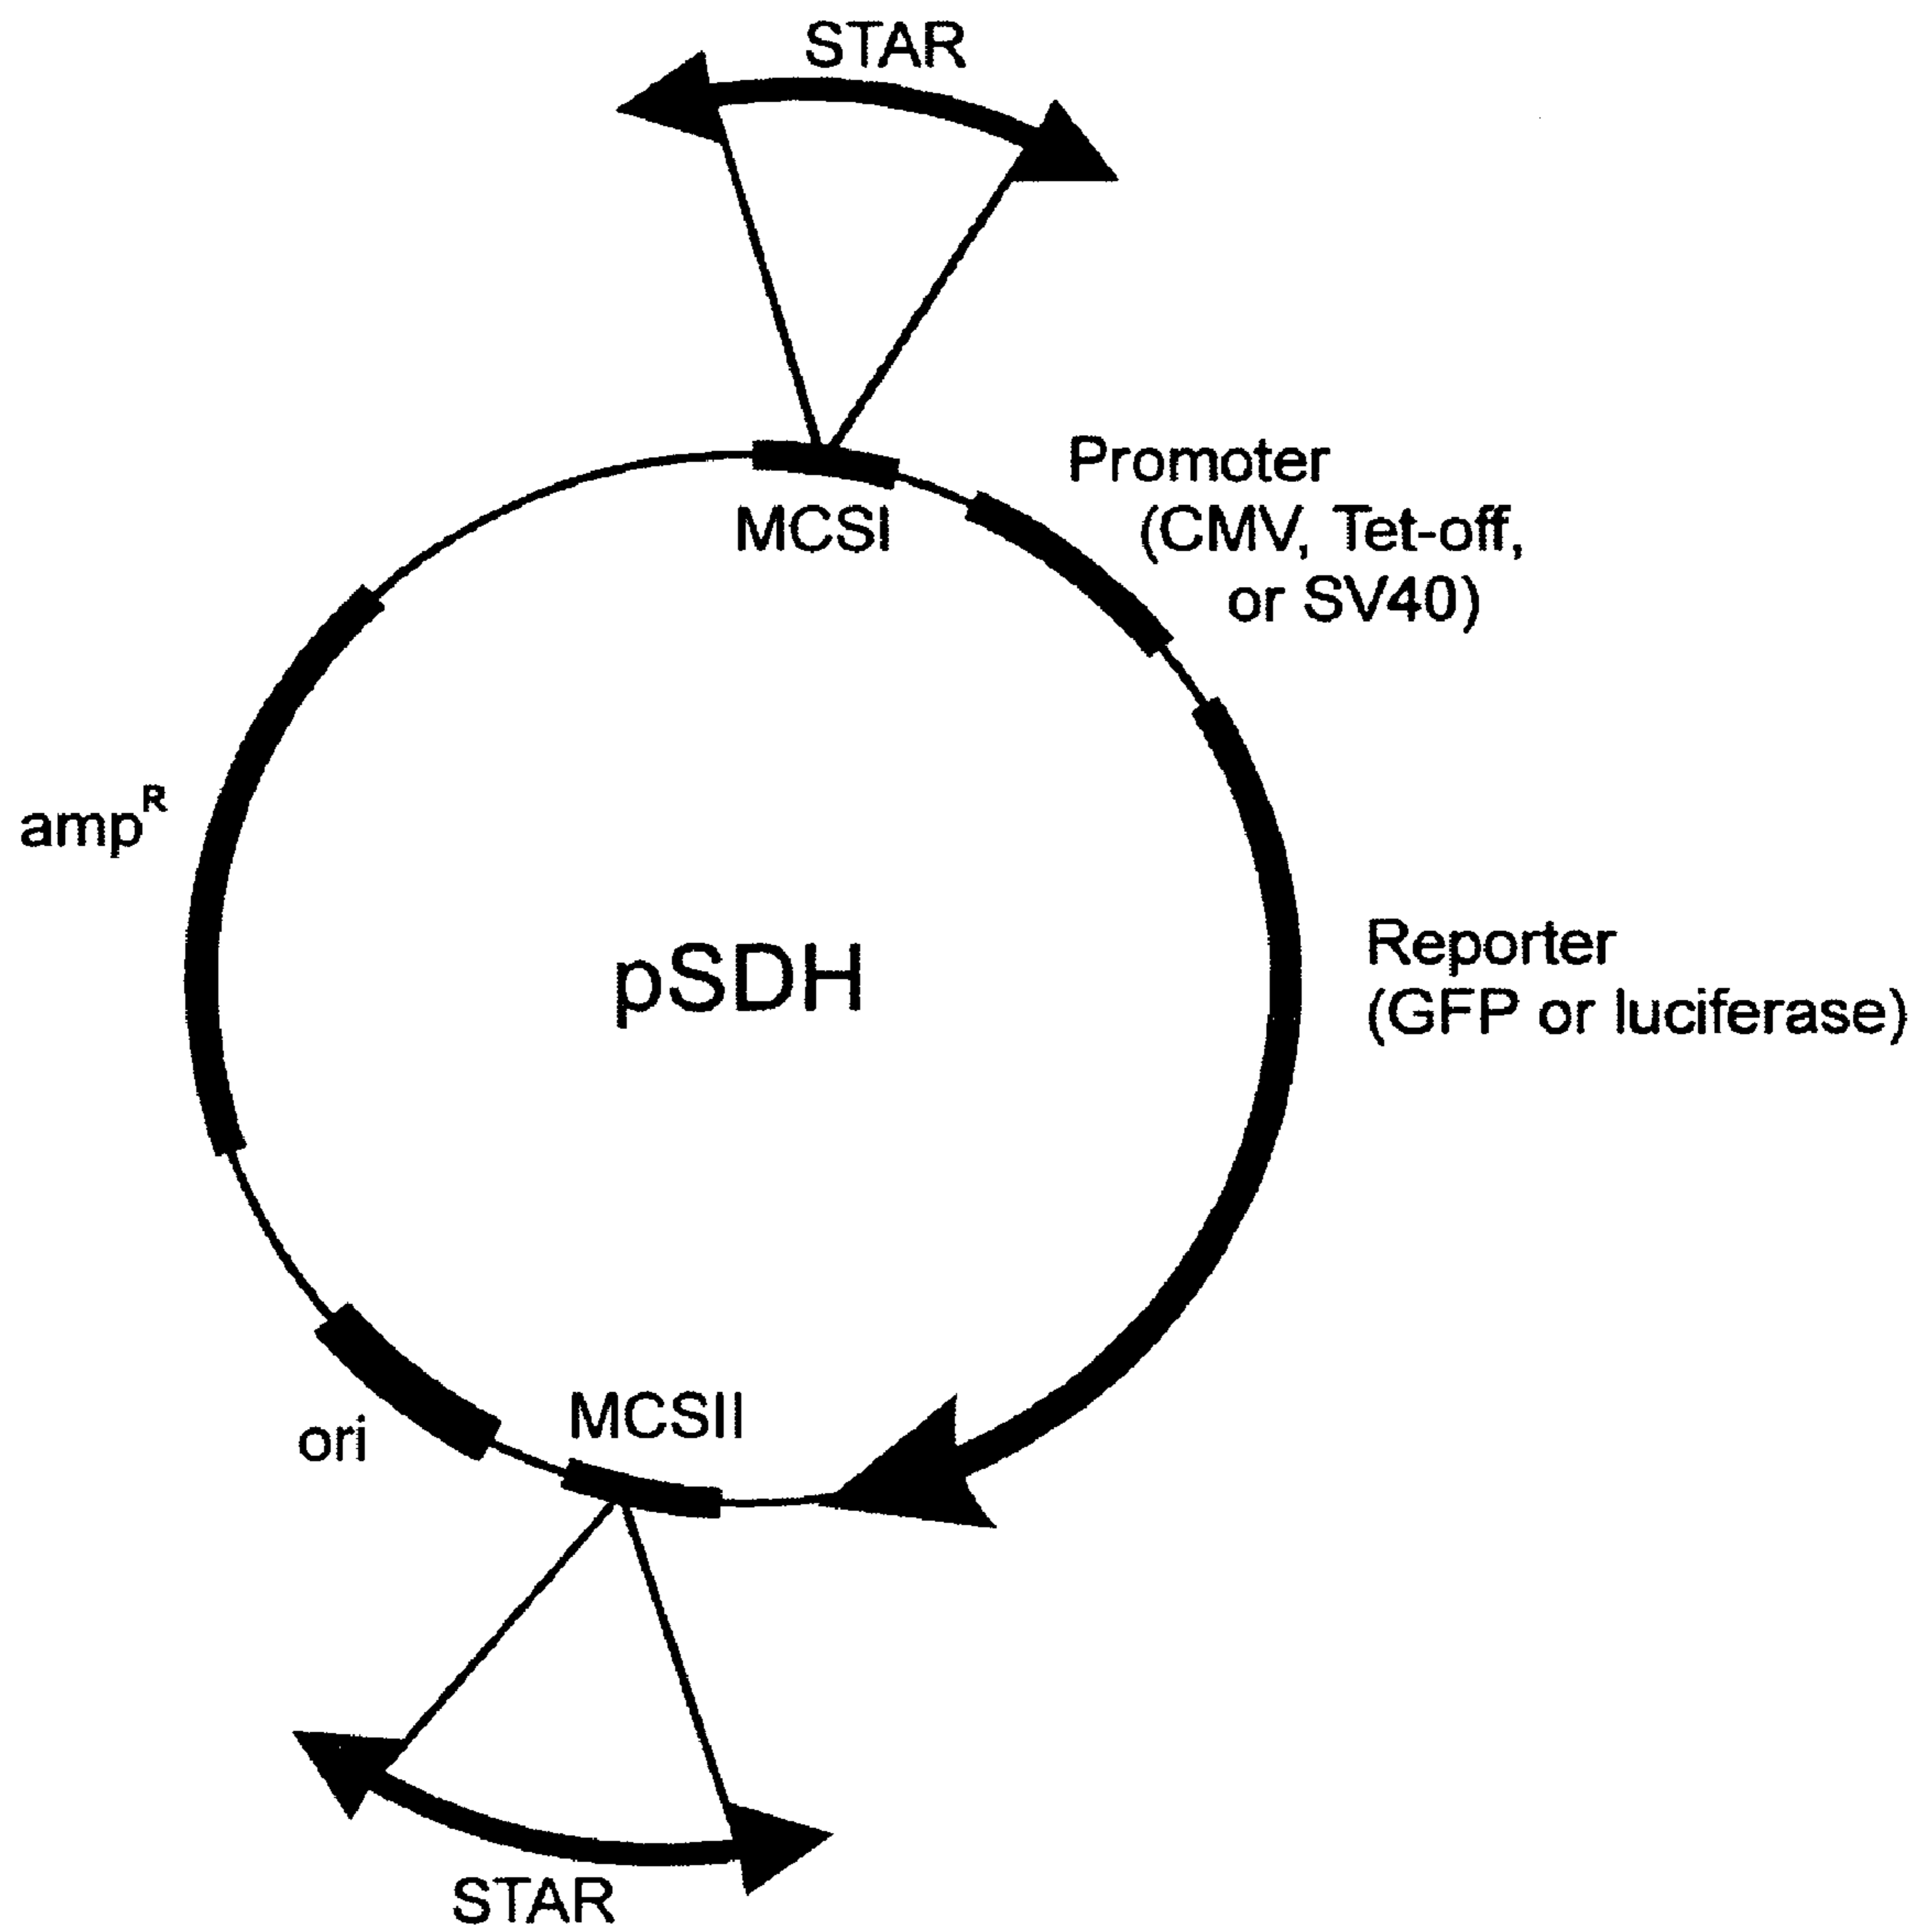 STAR
Promoter
(CMV, Tet-off,
or SV40)
MCSI
amp^R
pSDH
Reporter
(GFP or luciferase)
MCSII
ori
STAR